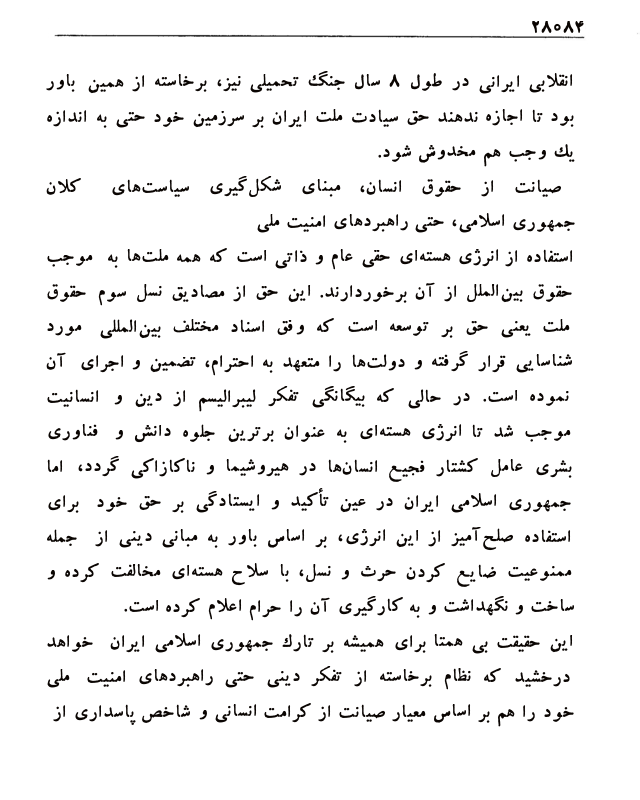 ۲۸۰۸۴
انقلابی ایرانی در طول ۸ سال جنگ تحمیلی نیز، برخاسته از همین باور
بود تا اجازه ندهند حق سیادت ملت ایران بر سرزمین خود حتی به اندازه
یك وجب هم مخدوش شود.
صیانت از حقوق انسان، مبنای شکل‌گیری سیاست‌های کلان
جمهوری اسلامی، حتی راهبردهای امنیت ملی
استفاده از انرژی هسته‌ای حقی عام و ذاتی است که همه ملت‌ها به موجب
حقوق بین‌الملل از آن برخوردارند. این حق از مصادیق نسل سوم حقوق
ملت یعنی حق بر توسعه است که وفق اسناد مختلف بین‌المللی مورد
شناسایی قرار گرفته و دولت‌ها را متعهد به احترام، تضمین و اجرای آن
نموده است. در حالی که بیگانگی تفکر لیبرالیسم از دین و انسانیت
موجب شد تا انرژی هسته‌ای به عنوان برترین جلوه دانش و فناوری
بشری عامل کشتار فجیع انسان‌ها در هیروشیما و ناکازاکی گردد، اما
جمهوری اسلامی ایران در عین تأکید و ایستادگی بر حق خود برای
استفاده صلح‌آمیز از این انرژی، بر اساس باور به مبانی دینی از جمله
ممنوعیت ضایع کردن حرث و نسل، با سلاح هسته‌ای مخالفت کرده و
ساخت و نگهداشت و به کارگیری آن را حرام اعلام کرده است.
این حقیقت بی همتا برای همیشه بر تارك جمهوری اسلامی ایران خواهد
درخشید که نظام برخاسته از تفکر دینی حتی راهبردهای امنیت ملی
خود را هم بر اساس معیار صیانت از کرامت انسانی و شاخص پاسداری از